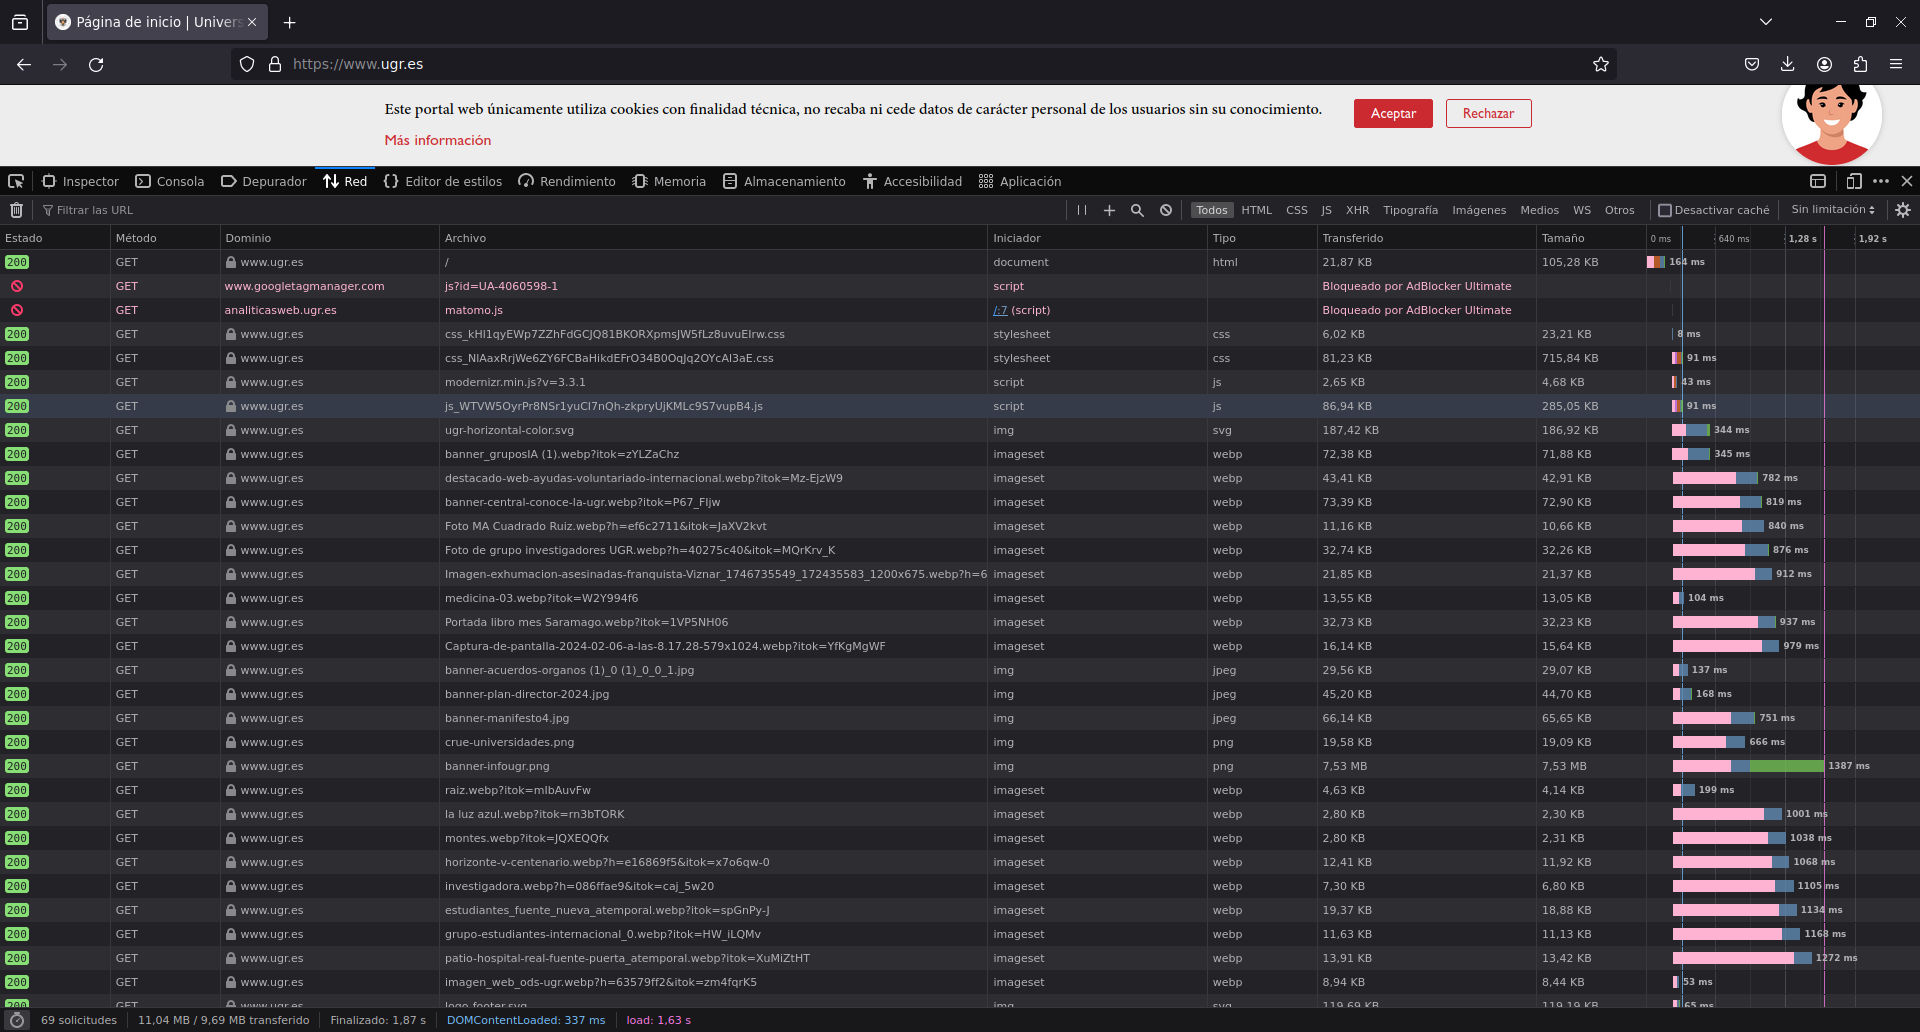 Página de inicio | Univers
https://www.ugr.es
Este portal web únicamente utiliza cookies con finalidad técnica, no recaba ni cede datos de carácter personal de los usuarios sin su conocimiento.
Aceptar
Rechazar
Más información
Inspector Consola Depurador Red Editor de estilos Rendimiento Memoria Almacenamiento Accesibilidad Aplicación
Filtrar las URL
Todos HTML CSS JS XHR Tipografía Imágenes Medios WS Otros Desactivar caché Sin limitación
Estado Método Dominio Archivo Iniciador Tipo Transferido Tamaño 0 ms 640 ms 1,28 s 1,92 s
200 GET www.ugr.es / document html 21,87 KB 105,28 KB 164 ms
GET www.googletagmanager.com js?id=UA-4060598-1 script Bloqueado por AdBlocker Ultimate
GET analiticasweb.ugr.es matomo.js /:7 (script) Bloqueado por AdBlocker Ultimate
200 GET www.ugr.es stylesheet css 6,02 KB 23,21 KB 8 ms
200 GET www.ugr.es stylesheet css 81,23 KB 715,84 KB 91 ms
200 GET www.ugr.es modernizr.min.js?v=3.3.1 script js 2,65 KB 4,68 KB 43 ms
200 GET www.ugr.es script js 86,94 KB 285,05 KB 91 ms
200 GET www.ugr.es ugr-horizontal-color.svg img svg 187,42 KB 186,92 KB 344 ms
200 GET www.ugr.es banner_gruposIA (1).webp?itok=zYLZaChz imageset webp 72,38 KB 71,88 KB 345 ms
200 GET www.ugr.es destacado-web-ayudas-voluntariado-internacional.webp?itok=Mz-EjzW9 imageset webp 43,41 KB 42,91 KB 782 ms
200 GET www.ugr.es banner-central-conoce-la-ugr.webp?itok=P67_FIjw imageset webp 73,39 KB 72,90 KB 819 ms
200 GET www.ugr.es Foto MA Cuadrado Ruiz.webp?h=ef6c2711&itok=JaXV2kvt imageset webp 11,16 KB 10,66 KB 840 ms
200 GET www.ugr.es Foto de grupo investigadores UGR.webp?h=40275c40&itok=MQrKrv_K imageset webp 32,74 KB 32,26 KB 876 ms
200 GET www.ugr.es Imagen-exhumacion-asesinadas-franquista-Viznar_1746735549_172435583_1200x675.webp?h=6 imageset webp 21,85 KB 21,37 KB 912 ms
200 GET www.ugr.es medicina-03.webp?itok=W2Y994f6 imageset webp 13,55 KB 13,05 KB 104 ms
200 GET www.ugr.es Portada libro mes Saramago.webp?itok=1VP5NH06 imageset webp 32,73 KB 32,23 KB 937 ms
200 GET www.ugr.es Captura-de-pantalla-2024-02-06-a-las-8.17.28-579x1024.webp?itok=YfKgMgWF imageset webp 16,14 KB 15,64 KB 979 ms
200 GET www.ugr.es banner-acuerdos-organos (1)_0 (1)_0_0_1.jpg img jpeg 29,56 KB 29,07 KB 137 ms
200 GET www.ugr.es banner-plan-director-2024.jpg img jpeg 45,20 KB 44,70 KB 168 ms
200 GET www.ugr.es banner-manifesto4.jpg img jpeg 66,14 KB 65,65 KB 751 ms
200 GET www.ugr.es crue-universidades.png img png 19,58 KB 19,09 KB 666 ms
200 GET www.ugr.es banner-infougr.png img png 7,53 MB 7,53 MB 1387 ms
200 GET www.ugr.es raiz.webp?itok=mIbAuvFw imageset webp 4,63 KB 4,14 KB 199 ms
200 GET www.ugr.es la luz azul.webp?itok=rn3bTORK imageset webp 2,80 KB 2,30 KB 1001 ms
200 GET www.ugr.es montes.webp?itok=JQXEQQfx imageset webp 2,80 KB 2,31 KB 1038 ms
200 GET www.ugr.es horizonte-v-centenario.webp?h=e16869f5&itok=x7o6qw-0 imageset webp 12,41 KB 11,92 KB 1068 ms
200 GET www.ugr.es investigadora.webp?h=086ffae9&itok=caj_5w20 imageset webp 7,30 KB 6,80 KB 1105 ms
200 GET www.ugr.es estudiantes_fuente_nueva_atemporal.webp?itok=spGnPy-J imageset webp 19,37 KB 18,88 KB 1134 ms
200 GET www.ugr.es grupo-estudiantes-internacional_0.webp?itok=HW_iLQMv imageset webp 11,63 KB 11,13 KB 1168 ms
200 GET www.ugr.es patio-hospital-real-fuente-puerta_atemporal.webp?itok=XuMiZtHT imageset webp 13,91 KB 13,42 KB 1272 ms
200 GET www.ugr.es imagen_web_ods-ugr.webp?h=63579ff2&itok=zm4fqrK5 imageset webp 8,94 KB 8,44 KB 53 ms
200 GET www.ugr.es logo-footer.svg img svg 119,69 KB 119,19 KB 65 ms
69 solicitudes 11,04 MB / 9,69 MB transferido Finalizado: 1,87 s DOMContentLoaded: 337 ms load: 1,63 s